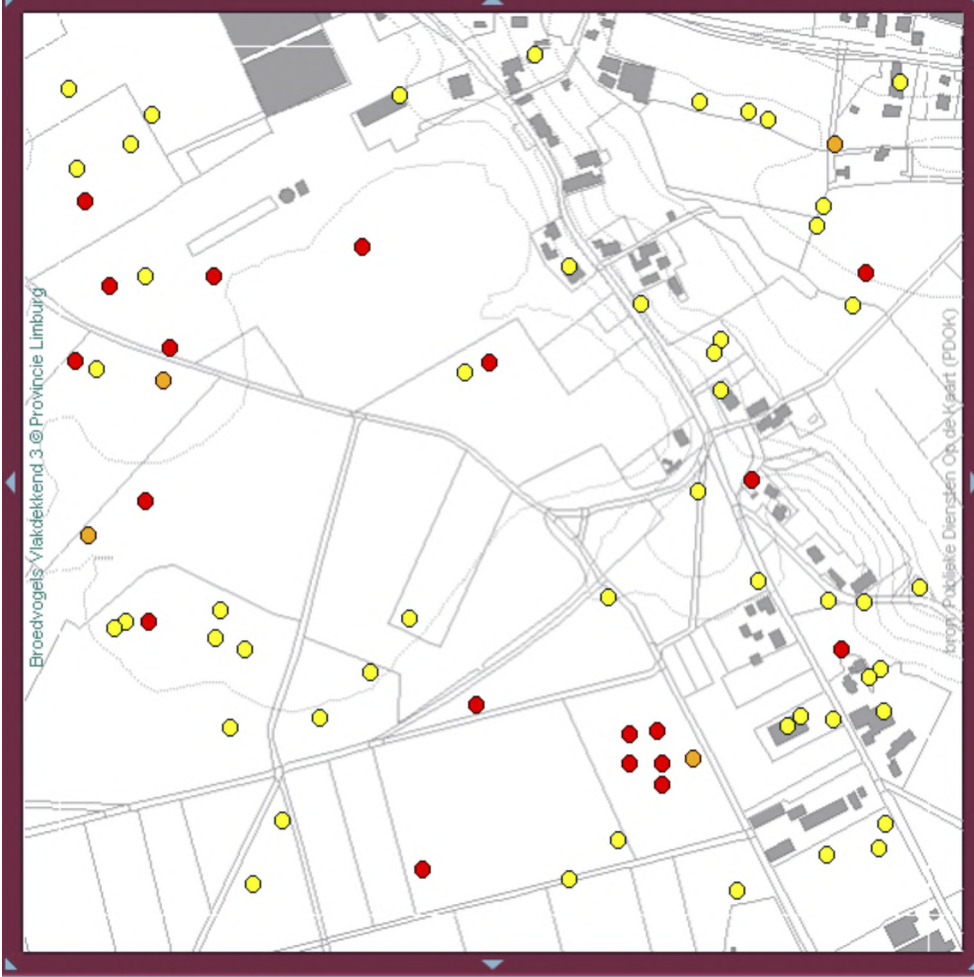 Broedvogels Vlakdekkend 3 © Provincie Limburg
bron: Publieke Diensten Op de Kaart (PDOK)